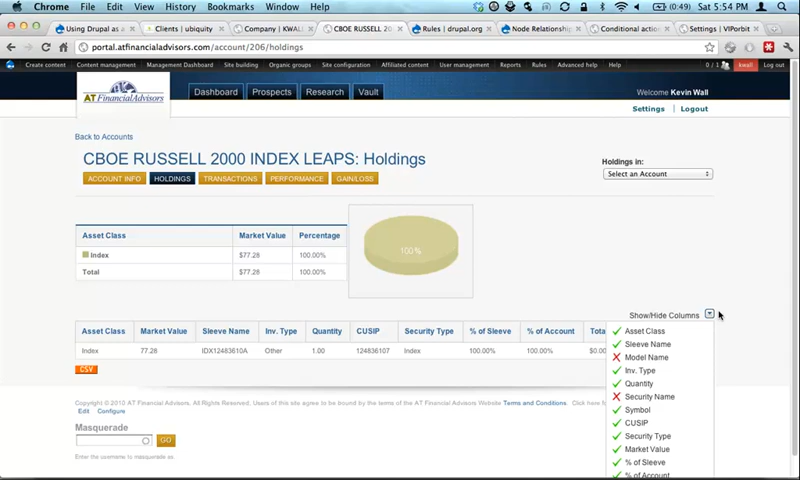 Chrome File Edit View History Bookmarks Window Help (0:49) Sat 5:54 PM
Using Drupal as a Clients | ubiquity Company | KWALL CBOE RUSSELL 2000 IND Rules | drupal.org Node Relationship Conditional action Settings | VIPorbit
portal.atfinancialadvisors.com/account/206/holdings
Create content Content management Management Dashboard Site building Organic groups Site configuration Affiliated content User management Reports Rules Advanced help Help 0 / 1 kwall Log out
AT Financial Advisors
Dashboard Prospects Research Vault
Welcome Kevin Wall
Settings Logout
Back to Accounts
CBOE RUSSELL 2000 INDEX LEAPS: Holdings
Holdings in:
Select an Account
ACCOUNT INFO HOLDINGS TRANSACTIONS PERFORMANCE GAIN/LOSS
Asset Class Market Value Percentage
Index $77.28 100.00%
Total $77.28 100.00%
100 %
Show/Hide Columns
Asset Class Market Value Sleeve Name Inv. Type Quantity CUSIP Security Type % of Sleeve % of Account
Index 77.28 IDX12483610A Other 1.00 124836107 Index 100.00% 100.00%
Asset Class
Sleeve Name
Model Name
Inv. Type
Quantity
Security Name
Symbol
CUSIP
Security Type
Market Value
% of Sleeve
% of Account
CSV
Copyright © 2010 AT Financial Advisors. All Rights Reserved. Users of this site agree to be bound by the terms of the AT Financial Advisors Website Terms and Conditions. Click here
Edit Configure
Masquerade
GO
Enter the username to masquerade as.